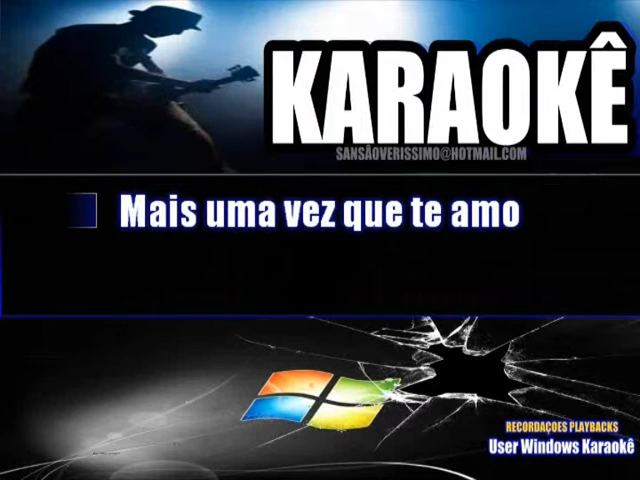 KARAOKÊ
SANSÃOVERISSIMO@HOTMAIL.COM
Mais uma vez que te amo
RECORDAÇOES PLAYBACKS
User Windows Karaokê